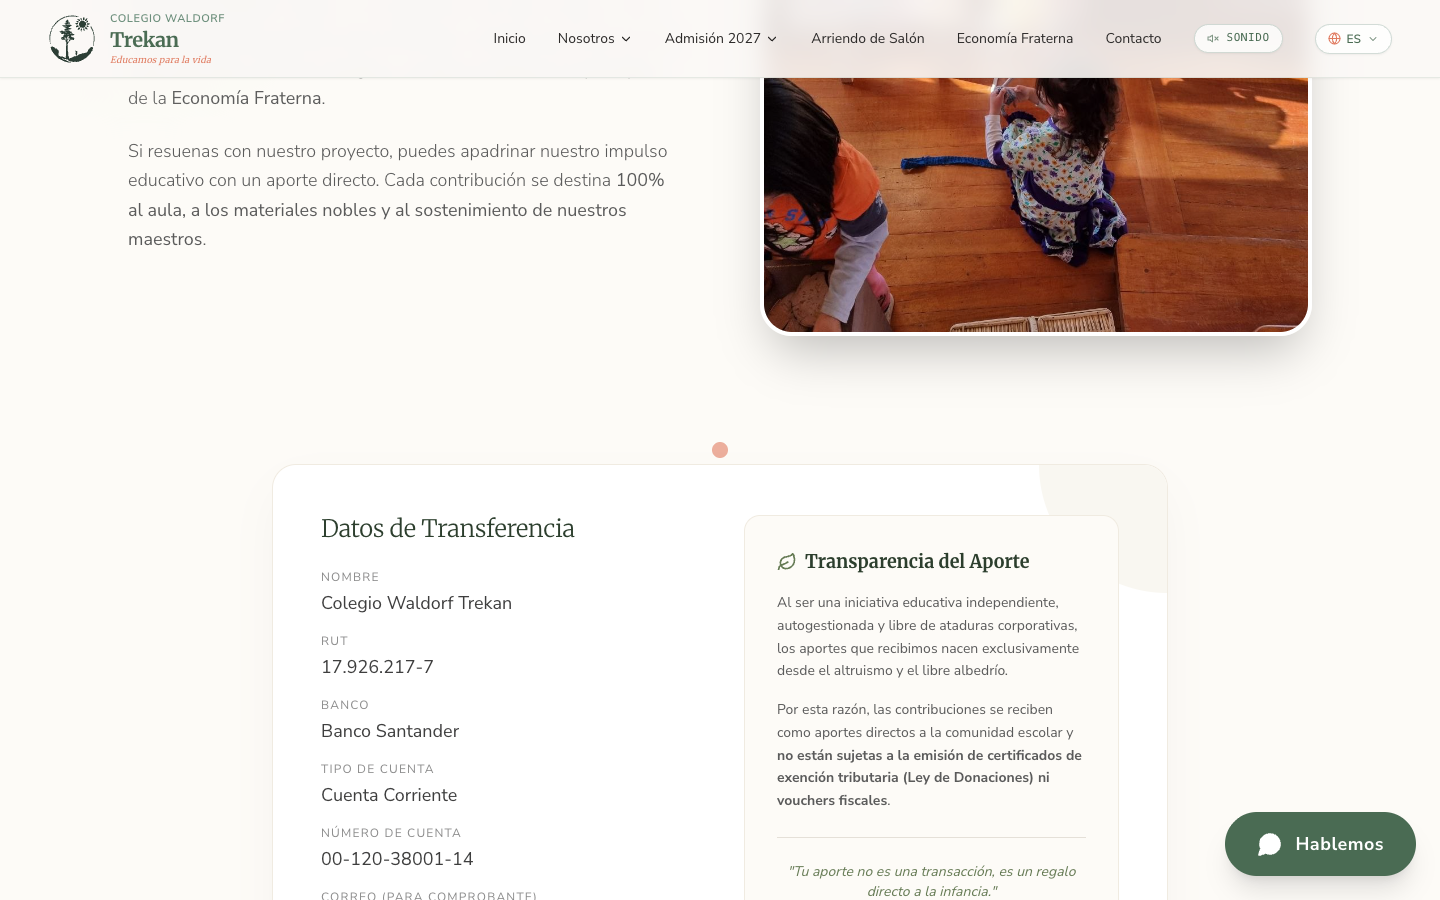 COLEGIO WALDORF
Trekan
Educamos para la vida
Inicio
Nosotros
Admisión 2027
Arriendo de Salón
Economía Fraterna
Contacto
SONIDO
ES
de la Economía Fraterna.
Si resuenas con nuestro proyecto, puedes apadrinar nuestro impulso
educativo con un aporte directo. Cada contribución se destina 100%
al aula, a los materiales nobles y al sostenimiento de nuestros
maestros.
Datos de Transferencia
NOMBRE
Colegio Waldorf Trekan
RUT
17.926.217-7
BANCO
Banco Santander
TIPO DE CUENTA
Cuenta Corriente
NÚMERO DE CUENTA
00-120-38001-14
CORREO (PARA COMPROBANTE)
Transparencia del Aporte
Al ser una iniciativa educativa independiente,
autogestionada y libre de ataduras corporativas,
los aportes que recibimos nacen exclusivamente
desde el altruismo y el libre albedrío.
Por esta razón, las contribuciones se reciben
como aportes directos a la comunidad escolar y
no están sujetas a la emisión de certificados de
exención tributaria (Ley de Donaciones) ni
vouchers fiscales.
"Tu aporte no es una transacción, es un regalo
directo a la infancia."
Hablemos